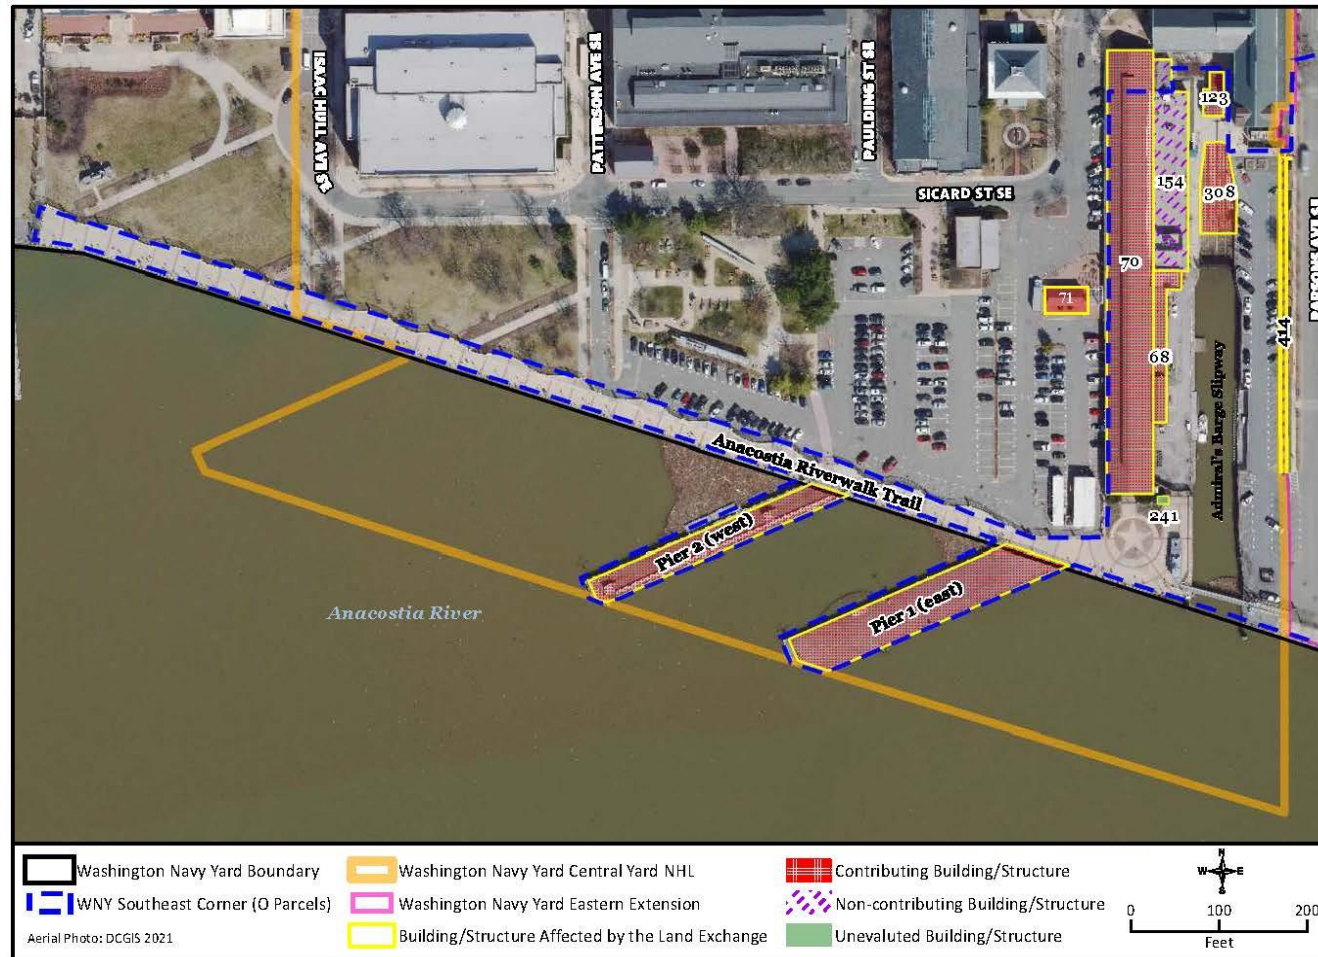 ISAAC HULL AVE SE
PATTERSON AVE SE
PAULDING ST SE
SICARD ST SE
PARSONS AVE SE
123
154
308
70
71
68
414
241
Admiral's Barge Slipway
Anacostia Riverwalk Trail
Pier 2 (west)
Pier 1 (east)
Anacostia River
Washington Navy Yard Boundary
WNY Southeast Corner (O Parcels)
Aerial Photo: DCGIS 2021
Washington Navy Yard Central Yard NHL
Washington Navy Yard Eastern Extension
Building/Structure Affected by the Land Exchange
Contributing Building/Structure
Non-contributing Building/Structure
Unevaluted Building/Structure
N
W E
S
0 100 200
Feet